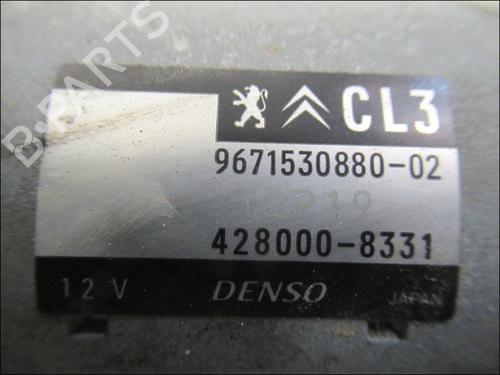 B-PARTS
CL3
9671530880-02
428000-8331
12 V DENSO JAPAN